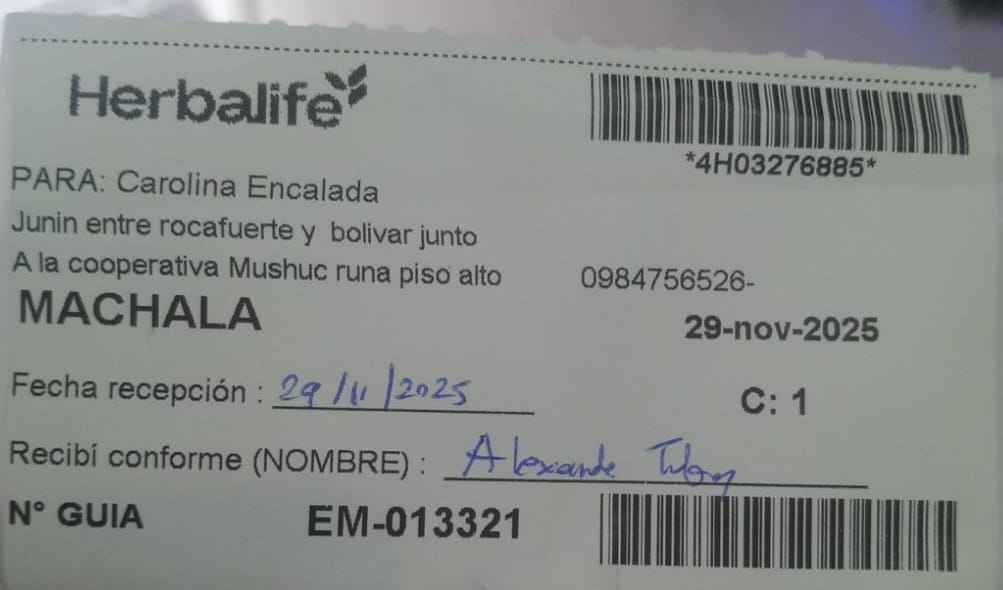 Herbalife
*4H03276885*
PARA: Carolina Encalada
Junin entre rocafuerte y bolivar junto
A la cooperativa Mushuc runa piso alto 0984756526-
MACHALA
29-nov-2025
Fecha recepción : 29/11/2025
C: 1
Recibí conforme (NOMBRE) :
N° GUIA EM-013321